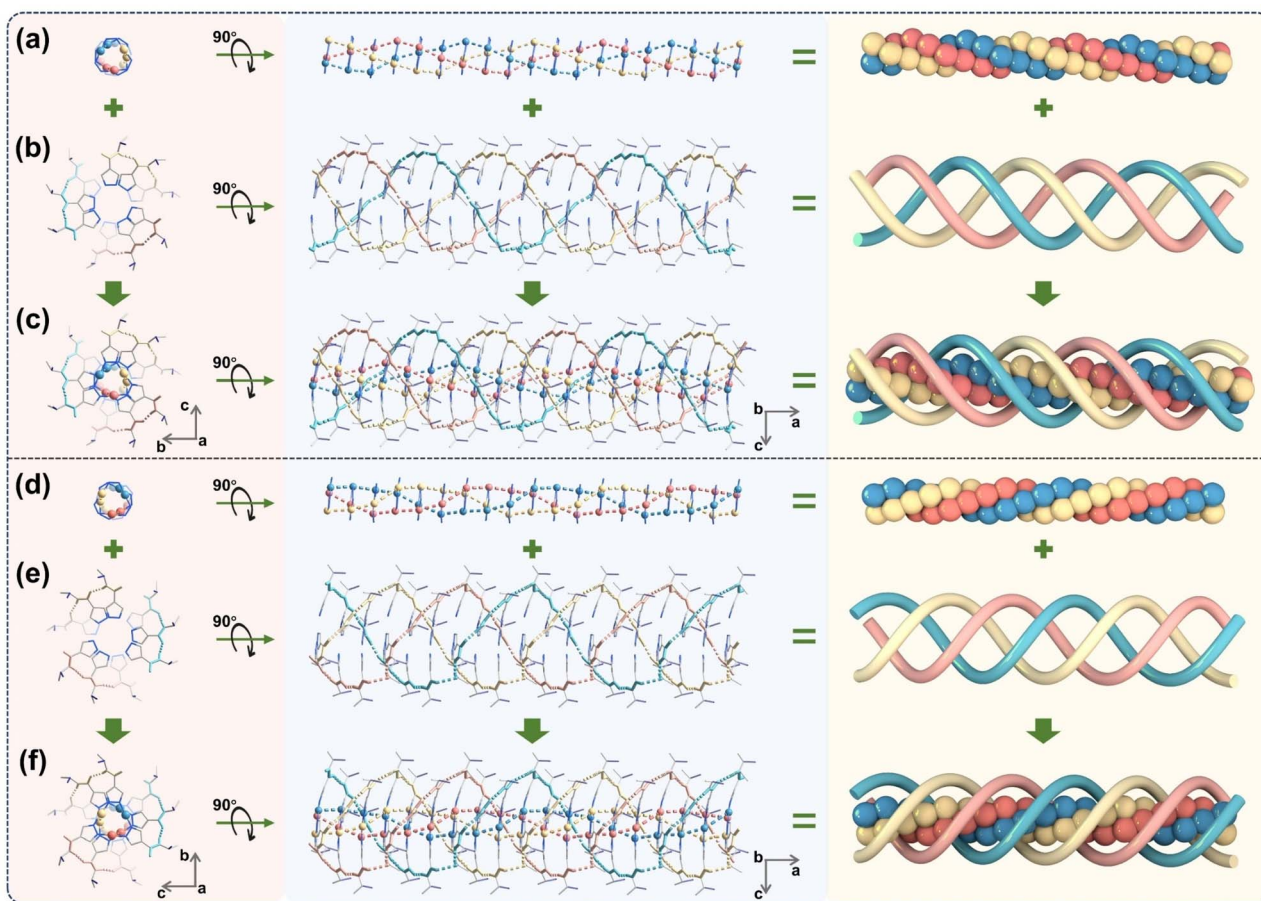 (a)
90°
+
=
+
+
(b)
90°
=
(c)
90°
=
c
b
a
b
a
c
(d)
90°
=
+
+
+
(e)
90°
=
(f)
90°
=
b
c
a
b
a
c